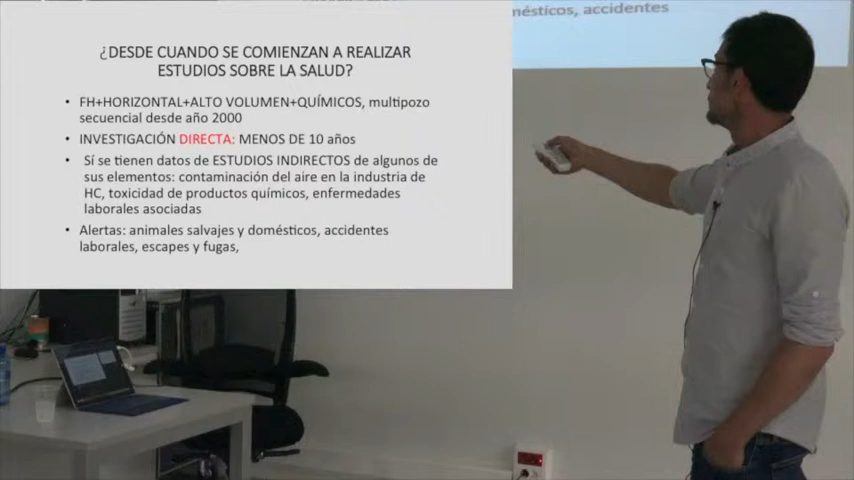 ¿DESDE CUANDO SE COMIENZAN A REALIZAR
ESTUDIOS SOBRE LA SALUD?
• FH+HORIZONTAL+ALTO VOLUMEN+QUÍMICOS, multipozo
secuencial desde año 2000
• INVESTIGACIÓN DIRECTA: MENOS DE 10 años
• Sí se tienen datos de ESTUDIOS INDIRECTOS de algunos de
sus elementos: contaminación del aire en la industria de
HC, toxicidad de productos químicos, enfermedades
laborales asociadas
• Alertas: animales salvajes y domésticos, accidentes
laborales, escapes y fugas,
mésticos, accidentes